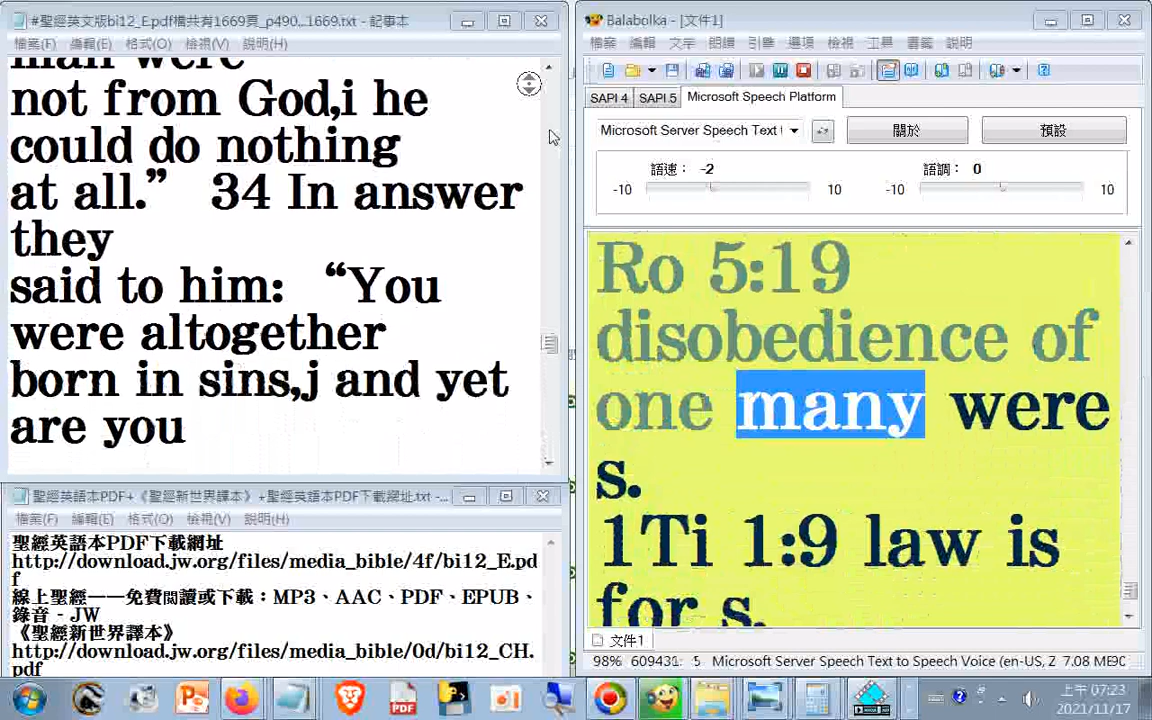 #聖經英文版bi12_E.pdf橫共有1669頁_p490,..1669.txt - 記事本
檔案(F) 編輯(E) 格式(O) 檢視(V) 說明(H)
man were
not from God,i he
could do nothing
at all.” 34 In answer
they
said to him: “You
were altogether
born in sins,j and yet
are you
聖經英語本PDF+《聖經新世界譯本》+聖經英語本PDF下載網址.txt -...
檔案(F) 編輯(E) 格式(O) 檢視(V) 說明(H)
聖經英語本PDF下載網址
http://download.jw.org/files/media_bible/4f/bi12_E.pd
f
線上聖經——免費閱讀或下載：MP3、AAC、PDF、EPUB、
錄音 - JW
《聖經新世界譯本》
http://download.jw.org/files/media_bible/0d/bi12_CH.
pdf
Balabolka - [文件1]
檔案 編輯 文字 朗讀 引擎 選項 檢視 工具 書籤 說明
SAPI 4 SAPI 5 Microsoft Speech Platform
Microsoft Server Speech Text 關於 預設
語速： -2 語調： 0
-10 10 -10 10
Ro 5:19
disobedience of
one many were
s.
1Ti 1:9 law is
for s.
文件1
98% 609431: 5 Microsoft Server Speech Text to Speech Voice (en-US, Z 7.08 ME
上午 07:23
2021/11/17